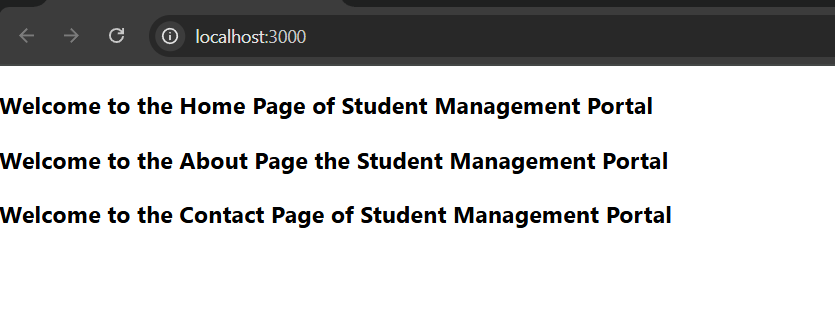 localhost:3000
Welcome to the Home Page of Student Management Portal
Welcome to the About Page the Student Management Portal
Welcome to the Contact Page of Student Management Portal